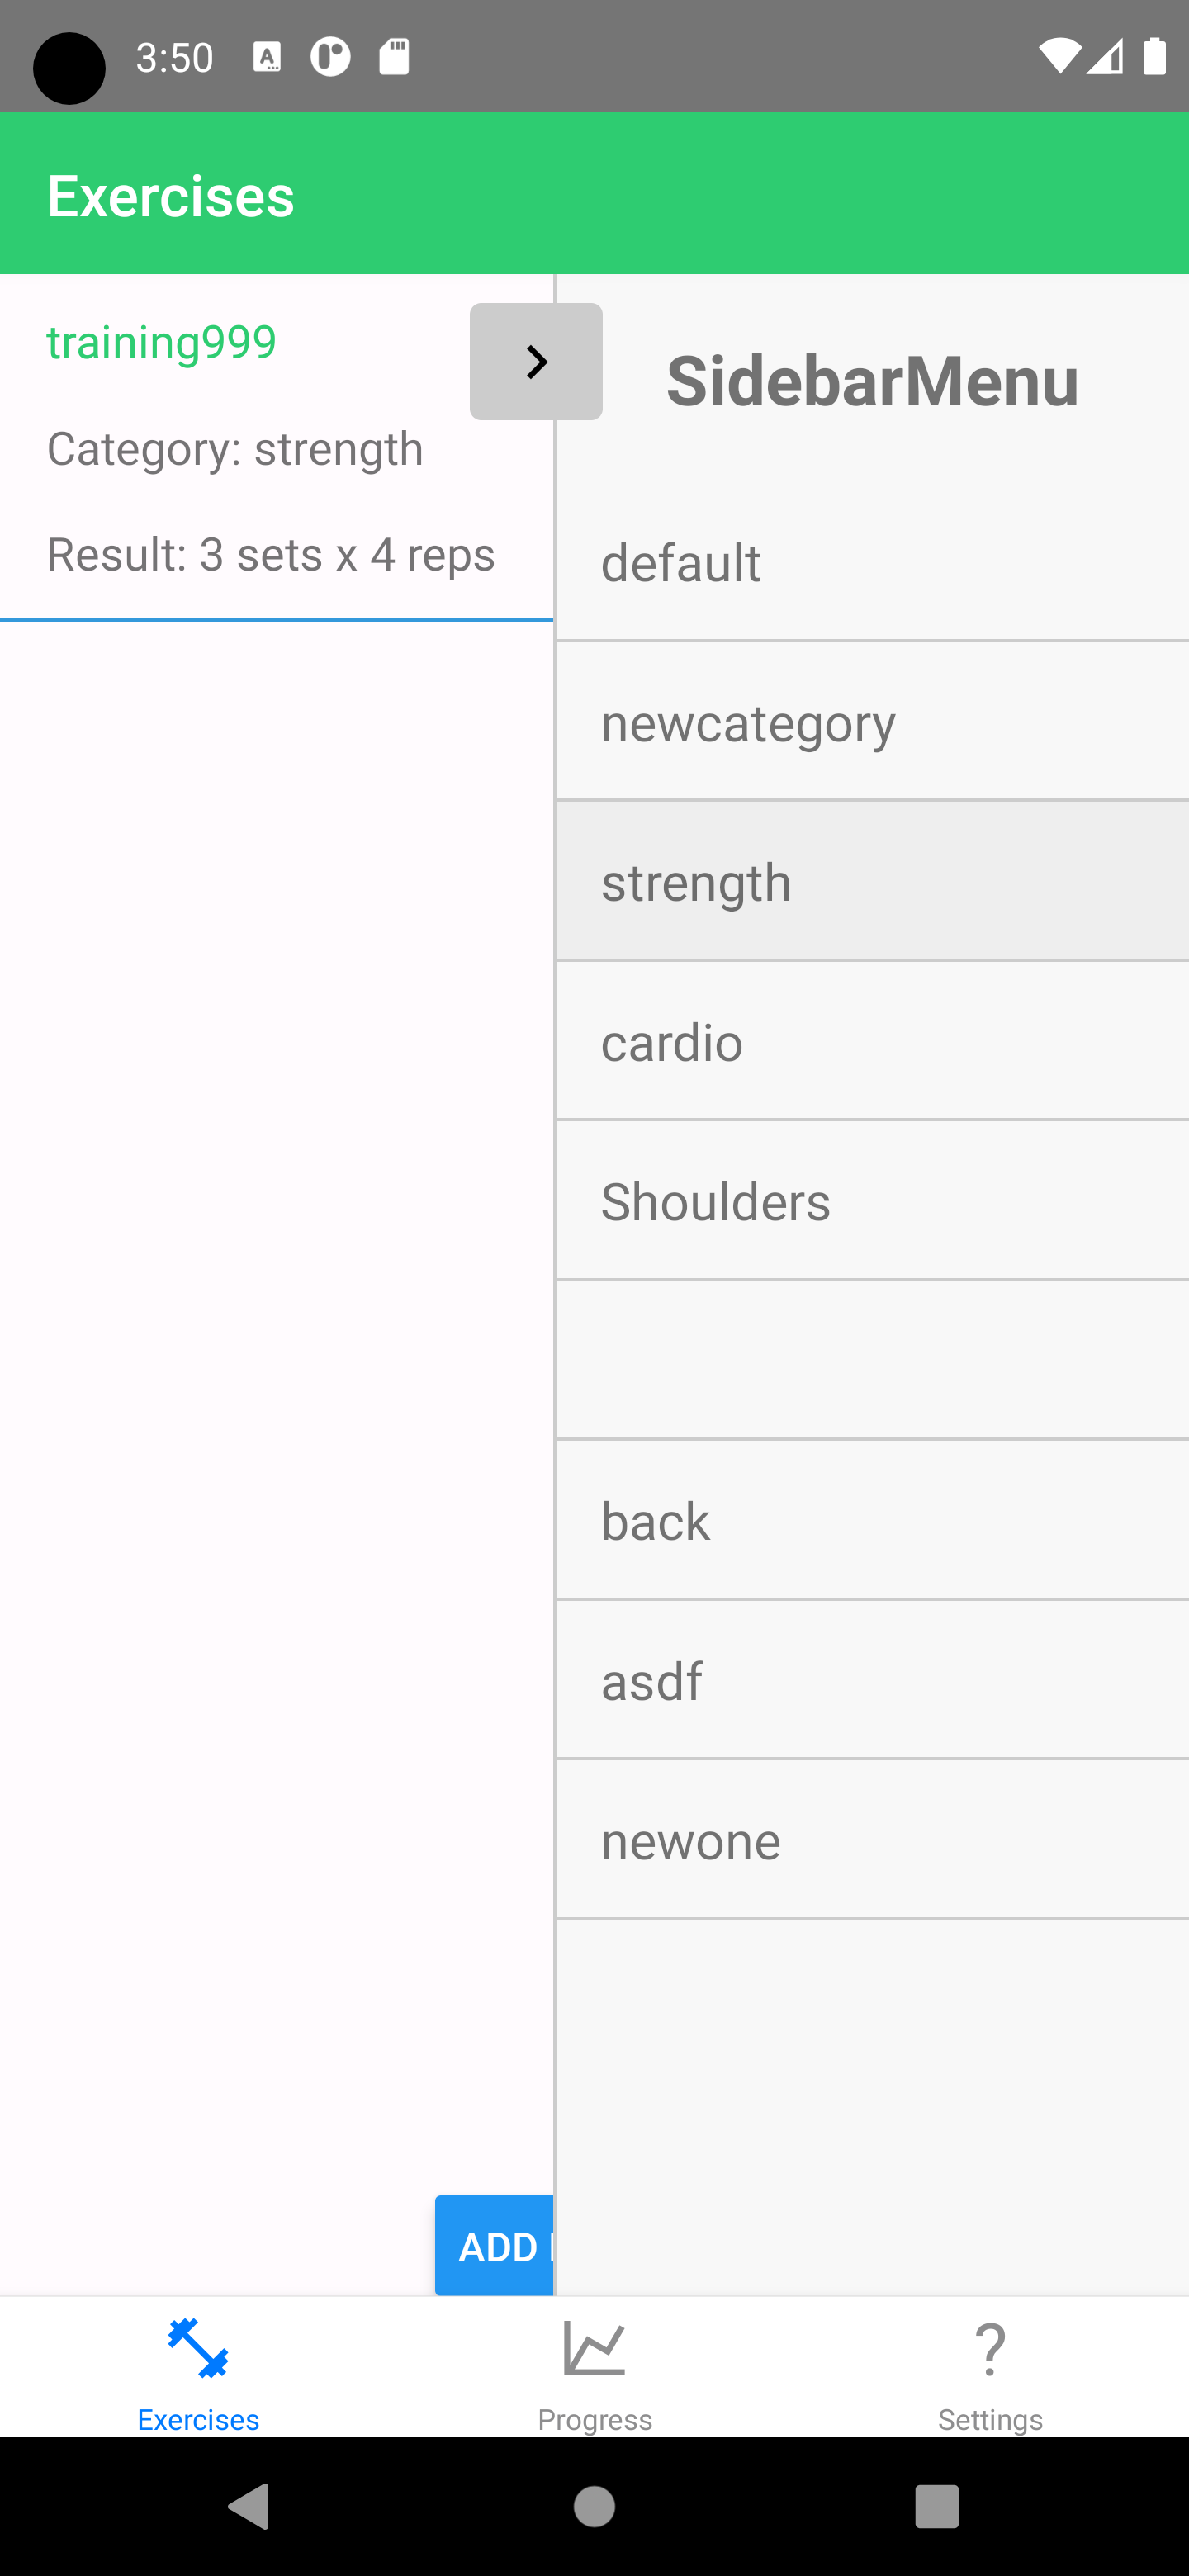 3:50
Exercises
training999
Category: strength
Result: 3 sets x 4 reps
SidebarMenu
default
newcategory
strength
cardio
Shoulders
back
asdf
newone
ADD
Exercises
Progress
Settings